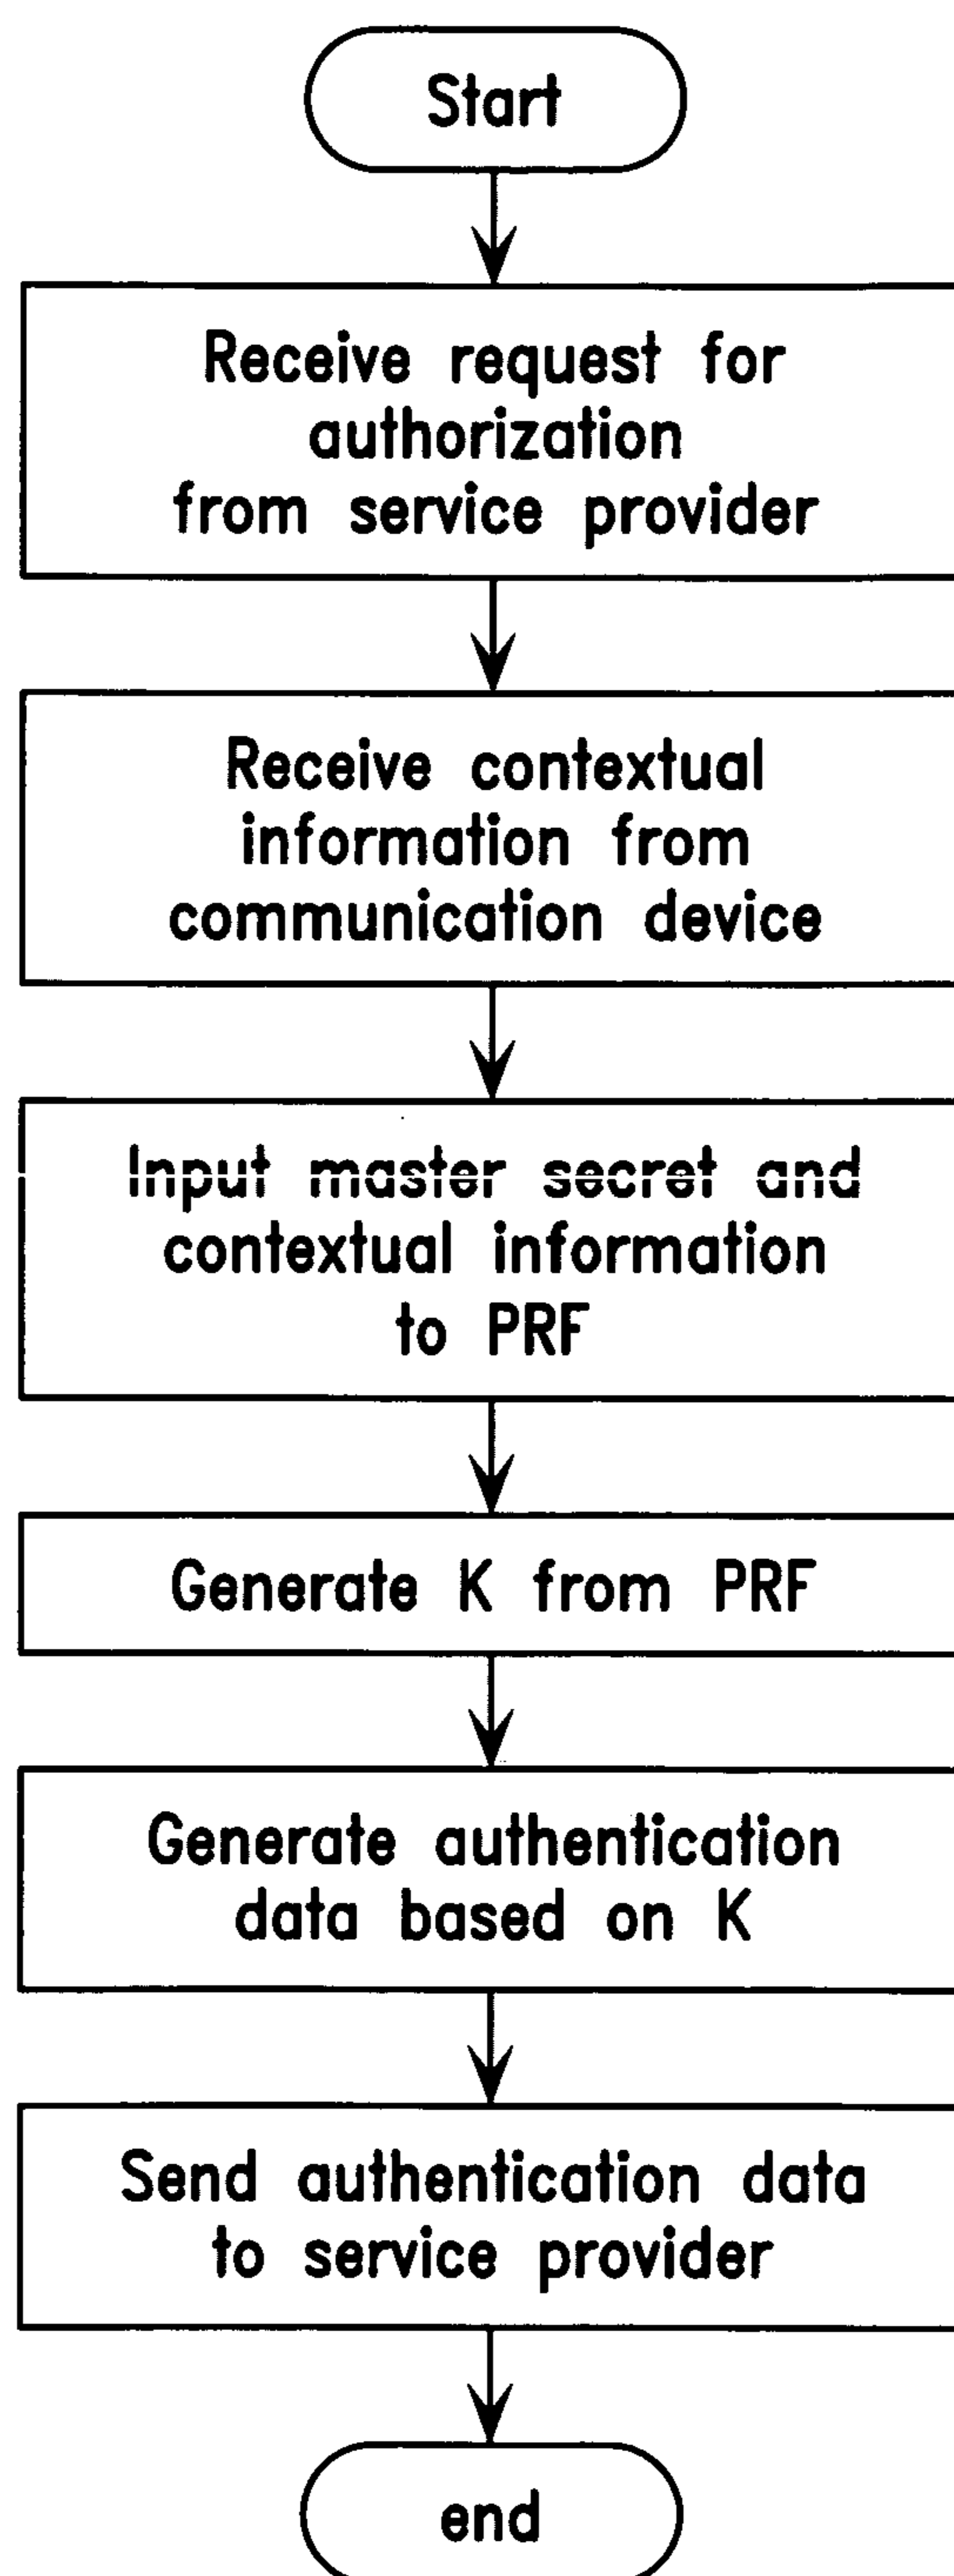 Start
Receive request for
authorization
from service provider
Receive contextual
information from
communication device
Input master secret and
contextual information
to PRF
Generate K from PRF
Generate authentication
data based on K
Send authentication data
to service provider
end